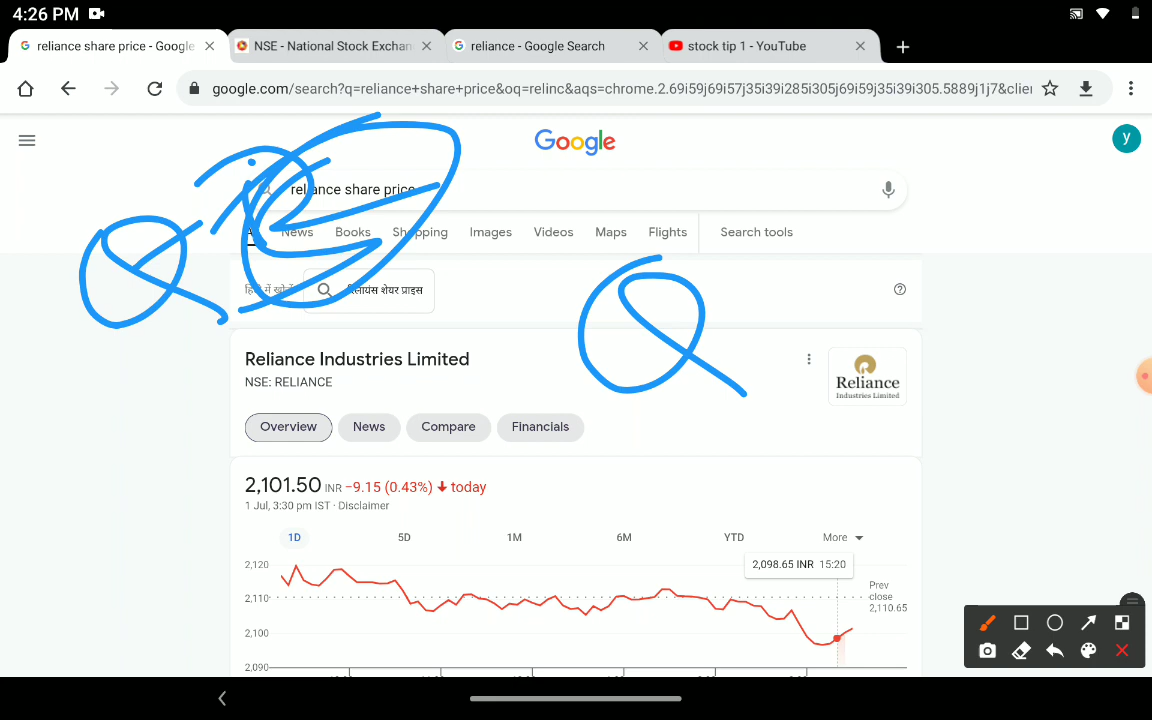 4:26 PM
reliance share price - Google
NSE - National Stock Exchan
reliance - Google Search
stock tip 1 - YouTube
google.com/search?q=reliance+share+price&oq=relinc&aqs=chrome.2.69i59j69i57j35i39i285i305j69i59j35i39i305.5889j1j7&clie
Google
y
reliance share price
News Books Shopping Images Videos Maps Flights Search tools
हिंदी में खोजें रिलायंस शेयर प्राइस
Reliance Industries Limited
NSE: RELIANCE
Reliance
Industries Limited
Overview News Compare Financials
2,101.50 INR −9.15 (0.43%) today
1 Jul, 3:30 pm IST · Disclaimer
1D 5D 1M 6M YTD More
2,098.65 INR 15:20
2,120
2,110
2,100
2,090
Prev
close
2,110.65